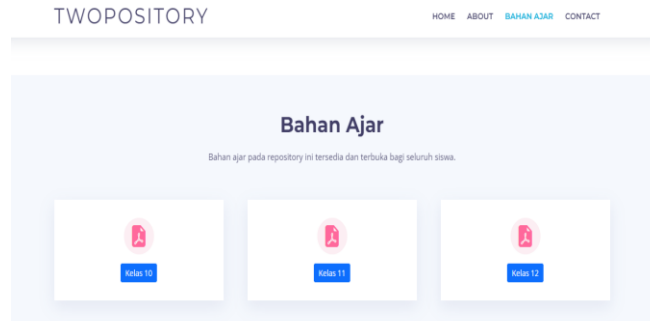 TWOPOSITORY
HOME ABOUT BAHAN AJAR CONTACT
Bahan Ajar
Bahan ajar pada repository ini tersedia dan terbuka bagi seluruh siswa.
Kelas 10 Kelas 11 Kelas 12